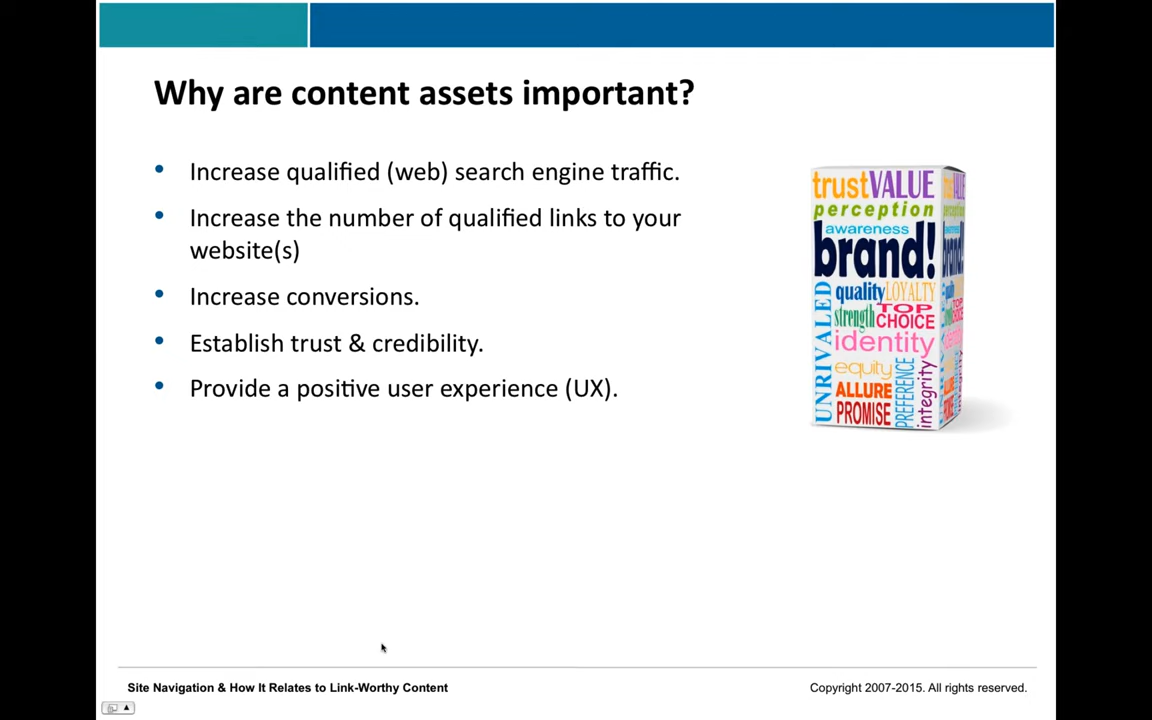 Why are content assets important?
• Increase qualified (web) search engine traffic.
• Increase the number of qualified links to your
website(s)
• Increase conversions.
• Establish trust & credibility.
• Provide a positive user experience (UX).
trustVALUE
perception
awareness
brand!
UNRIVALED
quality LOYALTY
strength TOP CHOICE
identity
equity
ALLURE
PROMISE
PREFERENCE
integrity
Site Navigation & How It Relates to Link-Worthy Content
Copyright 2007-2015. All rights reserved.